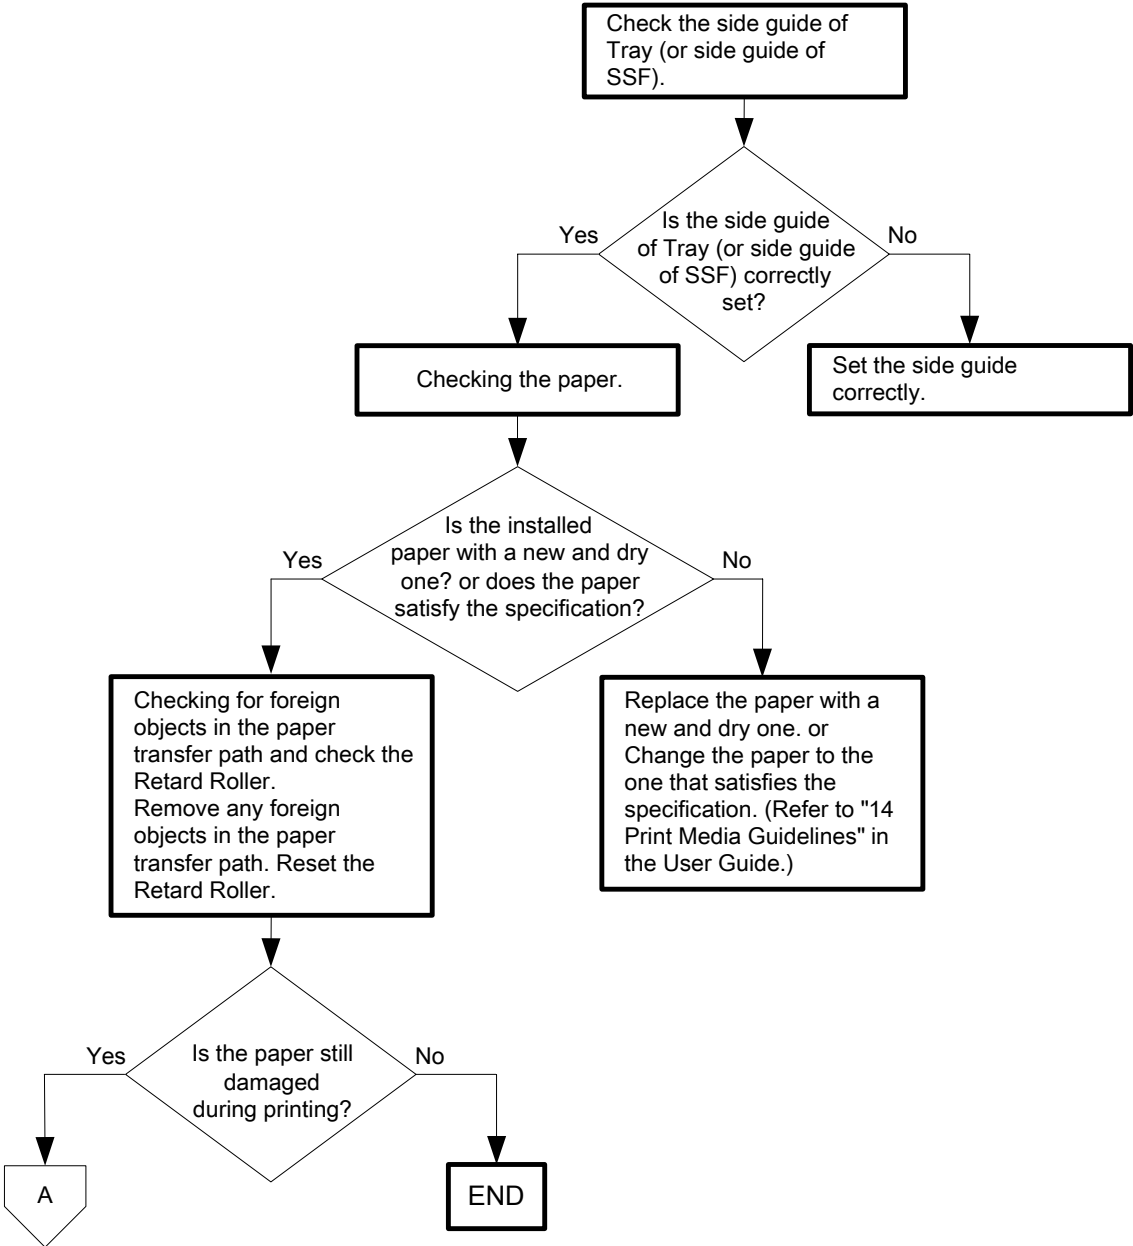 Check the side guide of
Tray (or side guide of
SSF).
Is the side guide
of Tray (or side guide
of SSF) correctly
set?
Yes
No
Checking the paper.
Set the side guide
correctly.
Is the installed
paper with a new and dry
one? or does the paper
satisfy the specification?
Yes
No
Checking for foreign
objects in the paper
transfer path and check the
Retard Roller.
Remove any foreign
objects in the paper
transfer path. Reset the
Retard Roller.
Replace the paper with a
new and dry one. or
Change the paper to the
one that satisfies the
specification. (Refer to "14
Print Media Guidelines" in
the User Guide.)
Is the paper still
damaged
during printing?
Yes
No
A
END